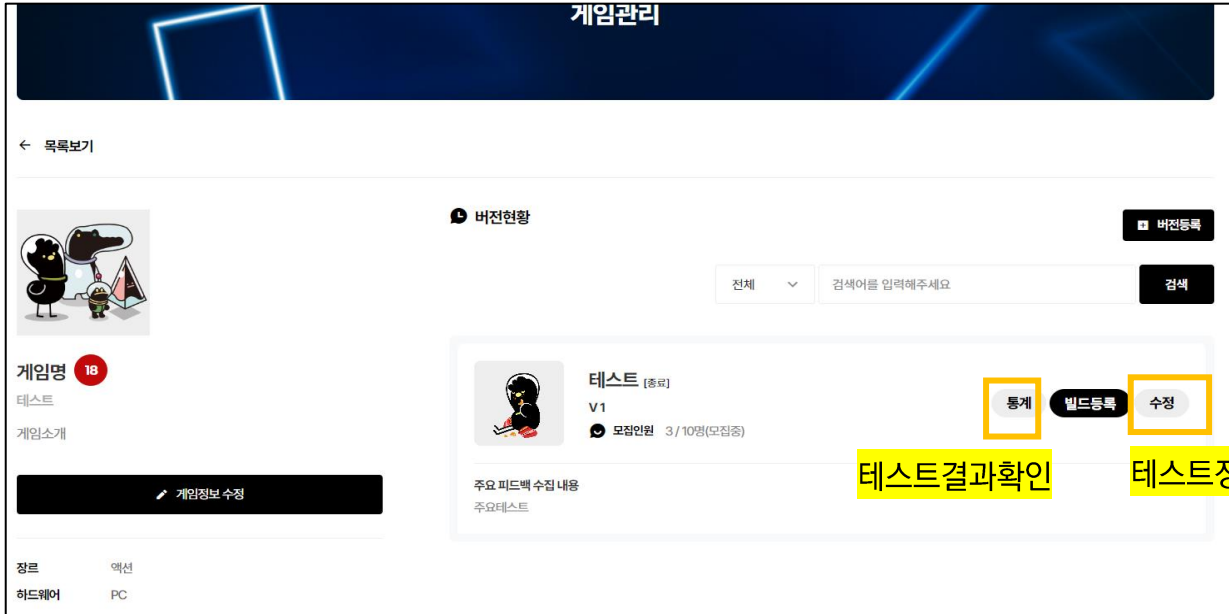 게임관리
← 목록보기
버전현황
버전등록
전체
검색어를 입력해주세요
검색
게임명 18
테스트
게임소개
게임정보 수정
장르 액션
하드웨어 PC
테스트 [종료]
V1
모집인원 3 / 10명(모집중)
통계 빌드등록 수정
테스트결과확인
주요 피드백 수집 내용
주요테스트